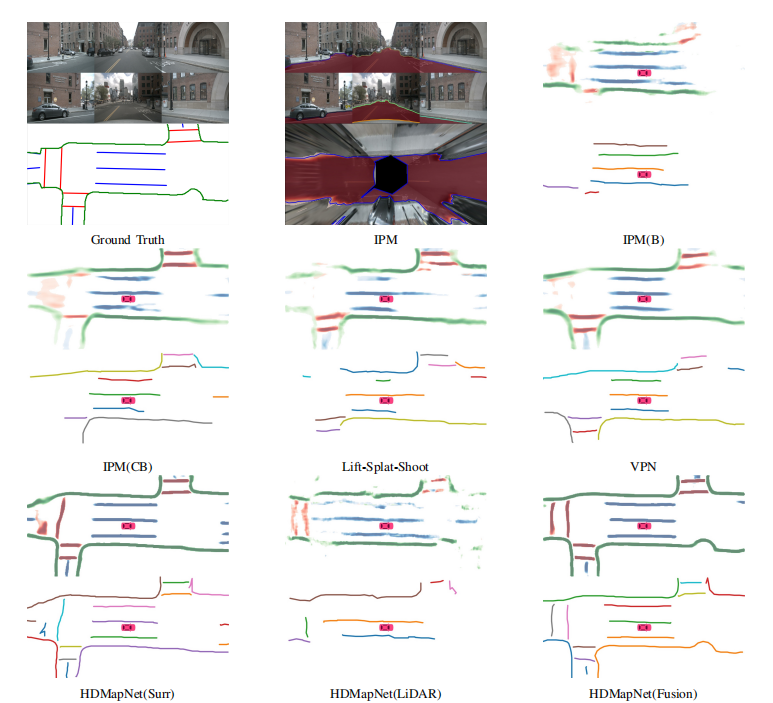 Ground Truth
IPM
IPM(B)
IPM(CB)
Lift-Splat-Shoot
VPN
HDMapNet(Surr)
HDMapNet(LiDAR)
HDMapNet(Fusion)